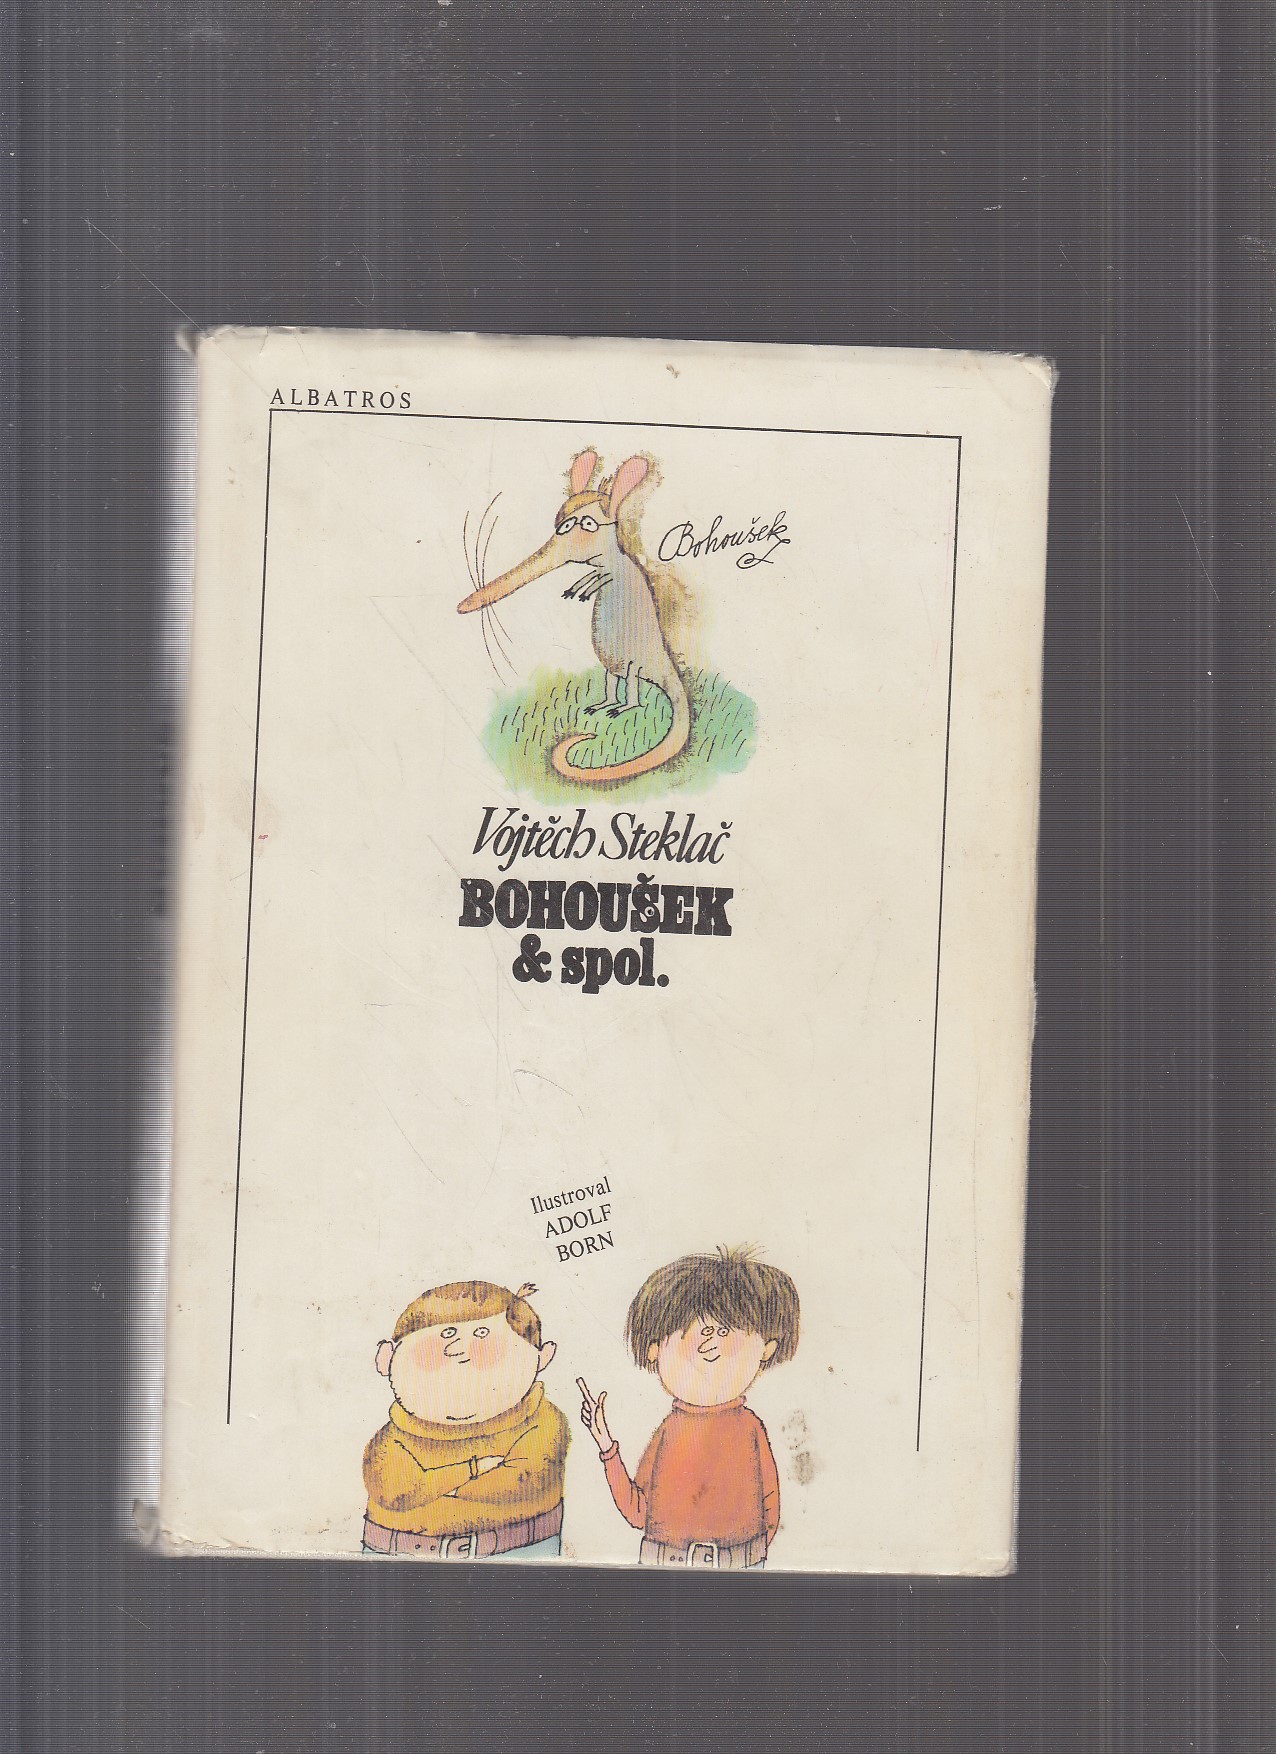 ALBATROS
Bohoušek
Vojtěch Steklač
BOHOUŠEK
& spol.
Ilustroval
ADOLF
BORN